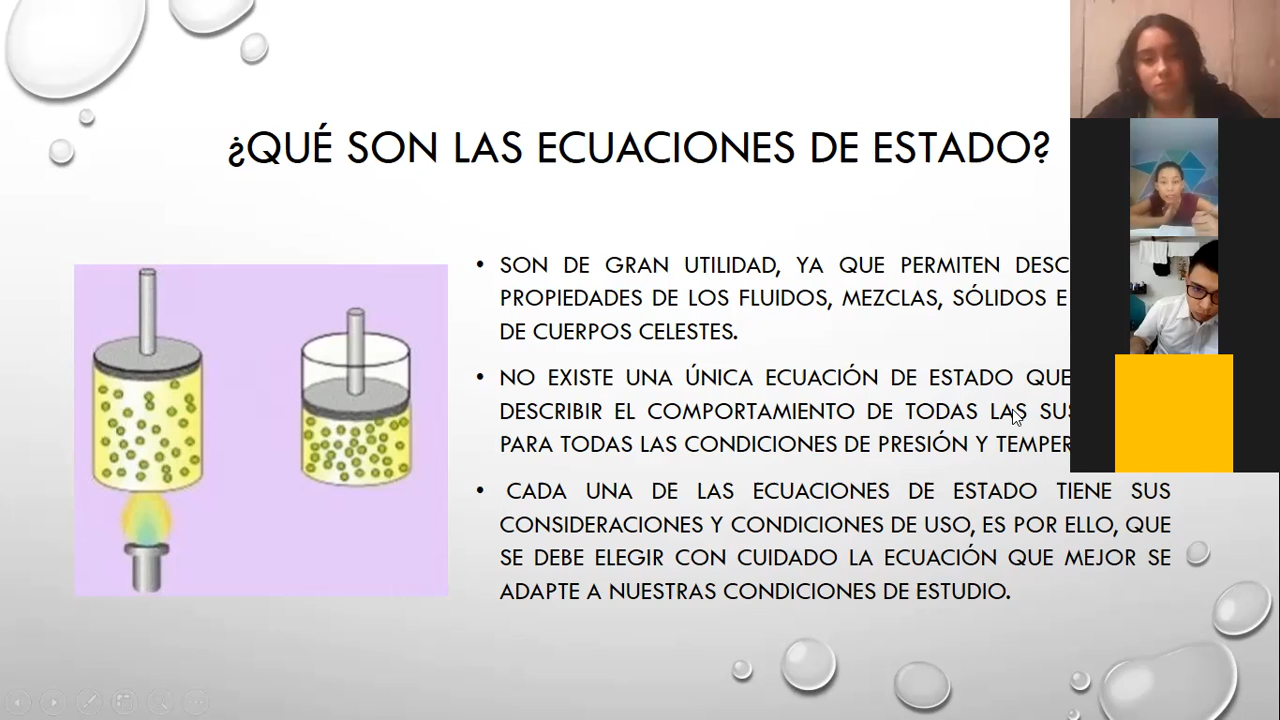 ¿QUÉ SON LAS ECUACIONES DE ESTADO?
• SON DE GRAN UTILIDAD, YA QUE PERMITEN DESC
PROPIEDADES DE LOS FLUIDOS, MEZCLAS, SÓLIDOS E
DE CUERPOS CELESTES.
• NO EXISTE UNA ÚNICA ECUACIÓN DE ESTADO QUE
DESCRIBIR EL COMPORTAMIENTO DE TODAS LAS SUS
PARA TODAS LAS CONDICIONES DE PRESIÓN Y TEMPER
• CADA UNA DE LAS ECUACIONES DE ESTADO TIENE SUS
CONSIDERACIONES Y CONDICIONES DE USO, ES POR ELLO, QUE
SE DEBE ELEGIR CON CUIDADO LA ECUACIÓN QUE MEJOR SE
ADAPTE A NUESTRAS CONDICIONES DE ESTUDIO.